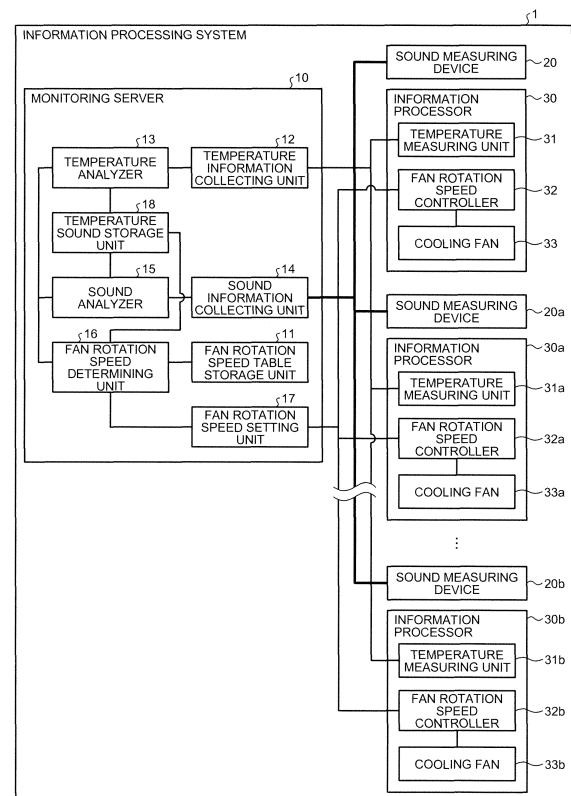 1
INFORMATION PROCESSING SYSTEM
10
MONITORING SERVER
13
TEMPERATURE
ANALYZER
12
TEMPERATURE
INFORMATION
COLLECTING UNIT
18
TEMPERATURE
SOUND STORAGE
UNIT
15
SOUND
ANALYZER
14
SOUND
INFORMATION
COLLECTING UNIT
16
FAN ROTATION
SPEED
DETERMINING
UNIT
11
FAN ROTATION
SPEED TABLE
STORAGE UNIT
17
FAN ROTATION
SPEED SETTING
UNIT
SOUND MEASURING
DEVICE
20
INFORMATION
PROCESSOR
30
TEMPERATURE
MEASURING UNIT
31
FAN ROTATION
SPEED
CONTROLLER
32
COOLING FAN
33
SOUND MEASURING
DEVICE
20a
INFORMATION
PROCESSOR
30a
TEMPERATURE
MEASURING UNIT
31a
FAN ROTATION
SPEED
CONTROLLER
32a
COOLING FAN
33a
⋮
SOUND MEASURING
DEVICE
20b
INFORMATION
PROCESSOR
30b
TEMPERATURE
MEASURING UNIT
31b
FAN ROTATION
SPEED
CONTROLLER
32b
COOLING FAN
33b